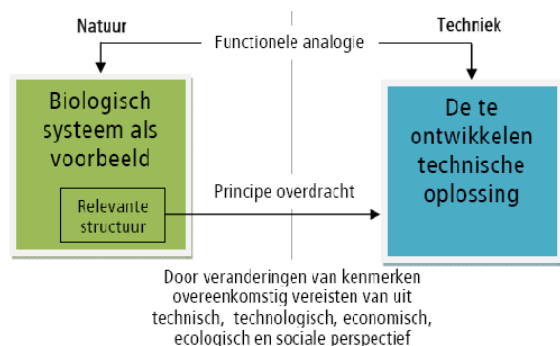 Natuur
Techniek
Functionele analogie
Biologisch
systeem als
voorbeeld
Relevante
structuur
De te
ontwikkelen
technische
oplossing
Principe overdracht
Door veranderingen van kenmerken
overeenkomstig vereisten van uit
technisch, technologisch, economisch,
ecologisch en sociale perspectief